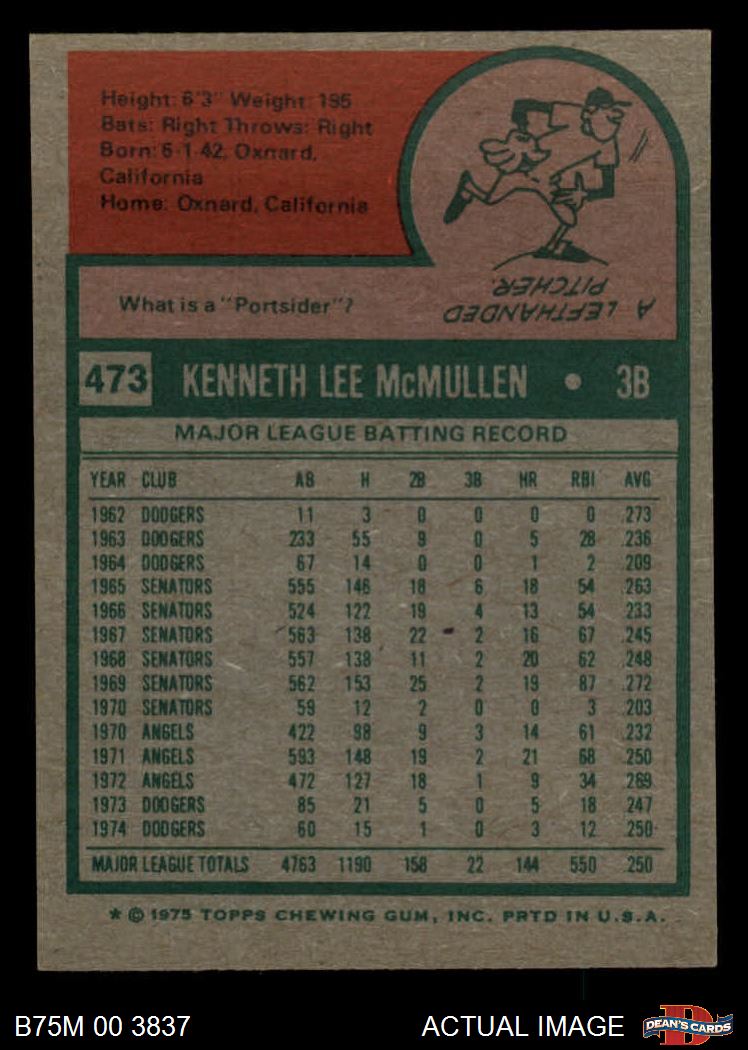 Height: 6'3" Weight: 195
Bats: Right Throws: Right
Born: 6-1-42, Oxnard,
California
Home: Oxnard, California
What is a "Portsider"?
A LEFTHANDED
PITCHER.
473 KENNETH LEE McMULLEN • 3B
MAJOR LEAGUE BATTING RECORD
YEAR CLUB AB H 2B 3B HR RBI AVG
1962 DODGERS 11 3 0 0 0 0 .273
1963 DODGERS 233 55 9 0 5 28 .236
1964 DODGERS 67 14 0 0 1 2 .209
1965 SENATORS 555 146 18 6 18 54 .263
1966 SENATORS 524 122 19 4 13 54 .233
1967 SENATORS 563 138 22 2 16 67 .245
1968 SENATORS 557 138 11 2 20 62 .248
1969 SENATORS 562 153 25 2 19 87 .272
1970 SENATORS 59 12 2 0 0 3 .203
1970 ANGELS 422 98 9 3 14 61 .232
1971 ANGELS 593 148 19 2 21 68 .250
1972 ANGELS 472 127 18 1 9 34 .269
1973 DODGERS 85 21 5 0 5 18 .247
1974 DODGERS 60 15 1 0 3 12 .250
MAJOR LEAGUE TOTALS 4763 1190 158 22 144 550 .250
* © 1975 TOPPS CHEWING GUM, INC. PRTD IN U.S.A.
B75M 00 3837 ACTUAL IMAGE D DEAN'S CARDS